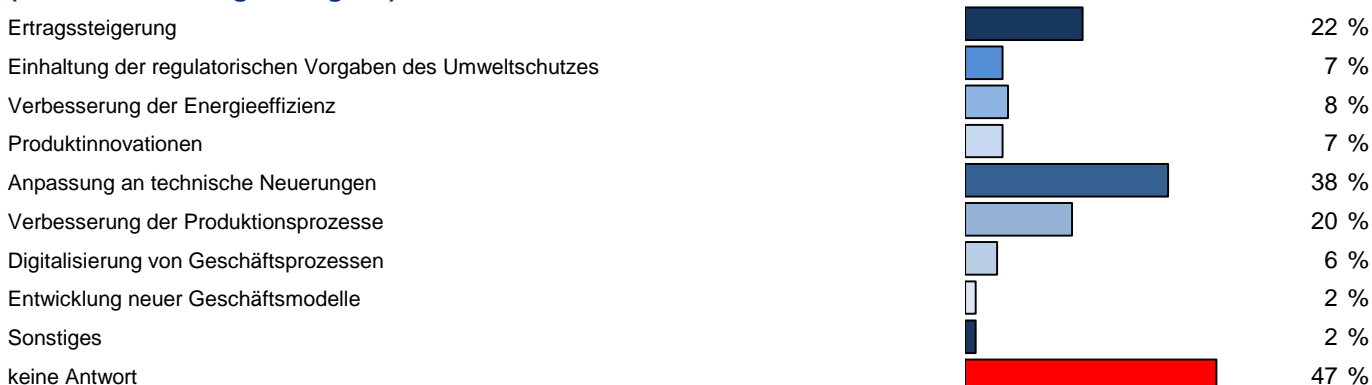 Ertragssteigerung 22 %
Einhaltung der regulatorischen Vorgaben des Umweltschutzes 7 %
Verbesserung der Energieeffizienz 8 %
Produktinnovationen 7 %
Anpassung an technische Neuerungen 38 %
Verbesserung der Produktionsprozesse 20 %
Digitalisierung von Geschäftsprozessen 6 %
Entwicklung neuer Geschäftsmodelle 2 %
Sonstiges 2 %
keine Antwort 47 %